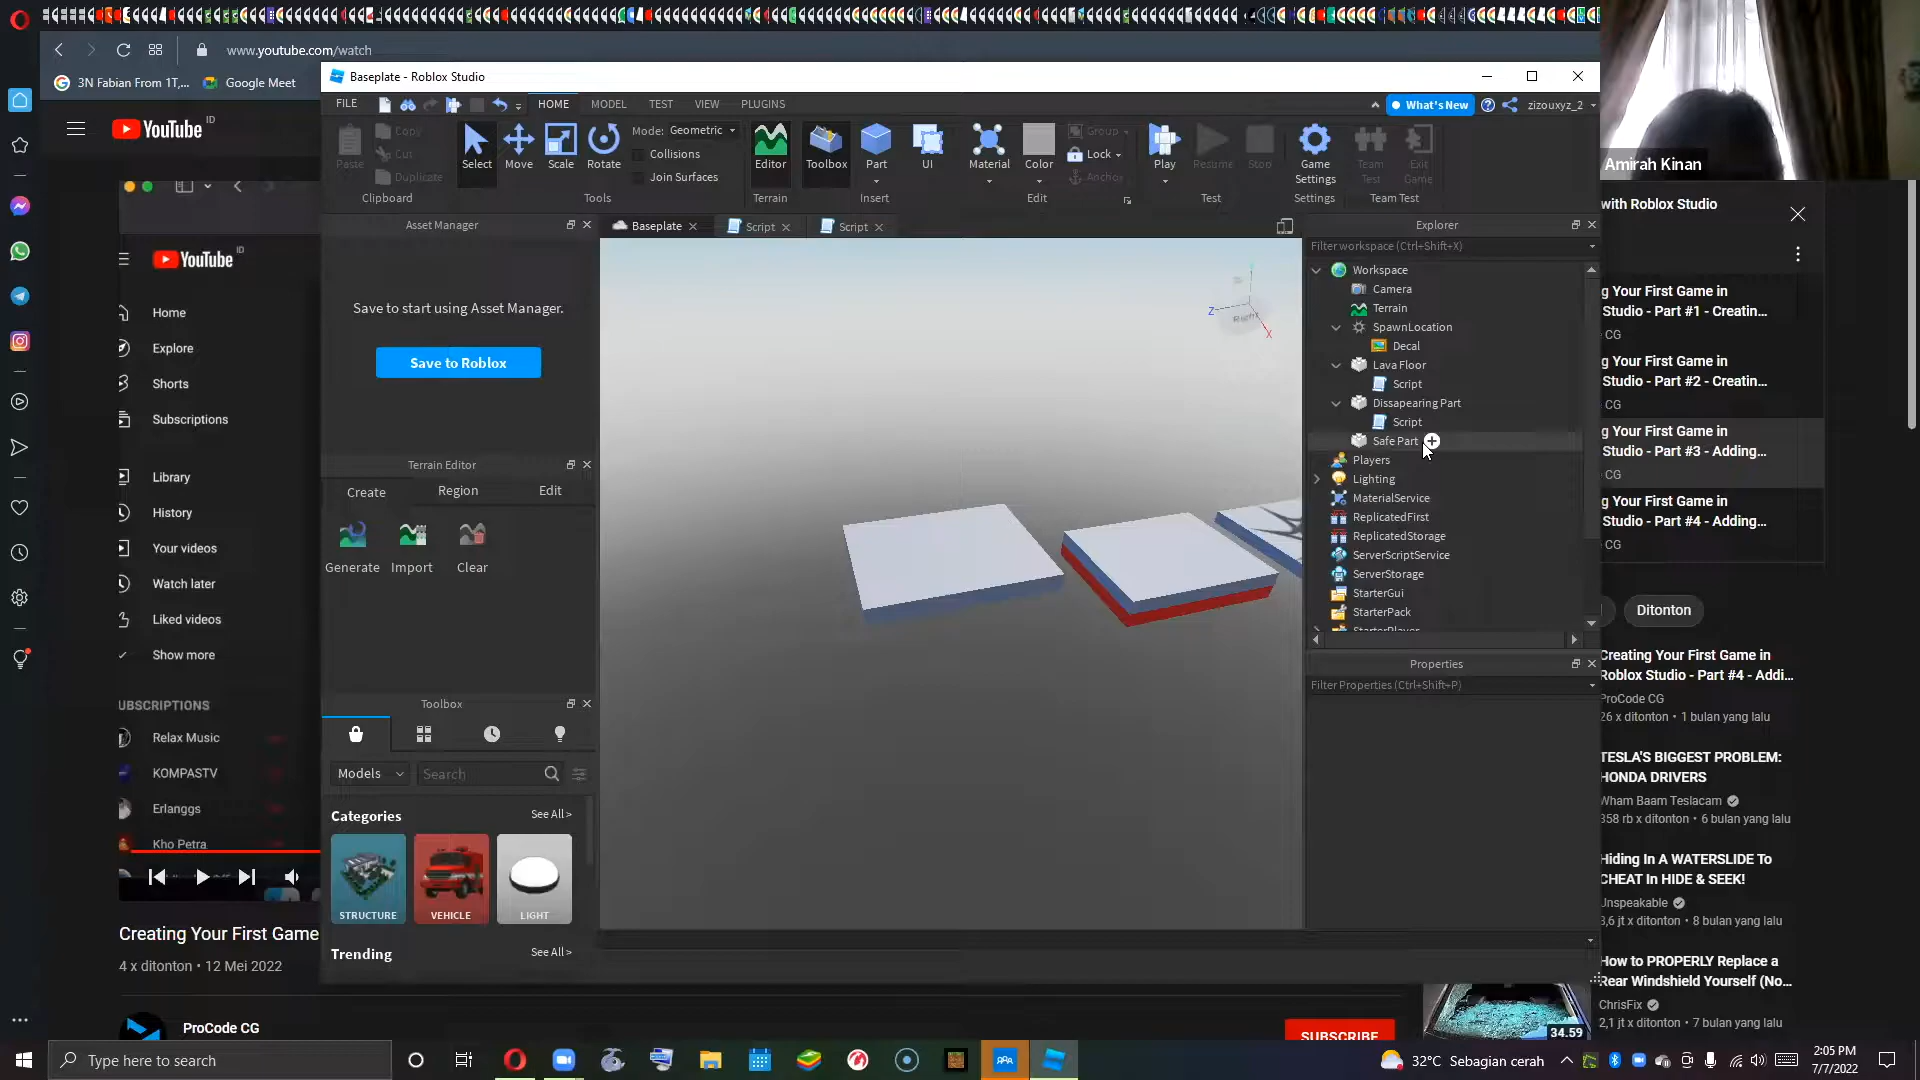 www.youtube.com/watch
3N Fabian From 1T,...
Google Meet
Baseplate - Roblox Studio
FILE
HOME
MODEL
TEST
VIEW
PLUGINS
What's New
zizouxyz_2
Paste
Copy
Cut
Duplicate
Clipboard
Select
Move
Scale
Rotate
Mode: Geometric
Collisions
Join Surfaces
Tools
Editor
Terrain
Toolbox
Part
UI
Insert
Material
Color
Group
Lock
Anchor
Edit
Play
Resume
Stop
Test
Game Settings
Settings
Team Test
Exit Game
Team Test
Amirah Kinan
YouTube ID
YouTube ID
Home
Explore
Shorts
Subscriptions
Library
History
Your videos
Watch later
Liked videos
Show more
UBSCRIPTIONS
Relax Music
KOMPASTV
Erlanggs
Kho Petra
Creating Your First Game
4 x ditonton • 12 Mei 2022
ProCode CG
SUBSCRIBE
Asset Manager
Save to start using Asset Manager.
Save to Roblox
Terrain Editor
Create
Region
Edit
Generate
Import
Clear
Toolbox
Models
Search
Categories
See All >
STRUCTURE
VEHICLE
LIGHT
Trending
See All >
Baseplate
Script
Script
Z
X
Right
Explorer
Filter workspace (Ctrl+Shift+X)
Workspace
Camera
Terrain
SpawnLocation
Decal
Lava Floor
Script
Dissapearing Part
Script
Safe Part
Players
Lighting
MaterialService
ReplicatedFirst
ReplicatedStorage
ServerScriptService
ServerStorage
StarterGui
StarterPack
StarterPlayer
Properties
Filter Properties (Ctrl+Shift+P)
with Roblox Studio
g Your First Game in
Studio - Part #1 - Creatin...
CG
g Your First Game in
Studio - Part #2 - Creatin...
CG
g Your First Game in
Studio - Part #3 - Adding...
CG
g Your First Game in
Studio - Part #4 - Adding...
CG
Ditonton
Creating Your First Game in
Roblox Studio - Part #4 - Addi...
ProCode CG
26 x ditonton • 1 bulan yang lalu
TESLA'S BIGGEST PROBLEM:
HONDA DRIVERS
Wham Baam Teslacam
358 rb x ditonton • 6 bulan yang lalu
Hiding In A WATERSLIDE To
CHEAT In HIDE & SEEK!
Unspeakable
3,6 jt x ditonton • 8 bulan yang lalu
How to PROPERLY Replace a
Rear Windshield Yourself (No...
ChrisFix
2,1 jt x ditonton • 7 bulan yang lalu
34.59
Type here to search
32°C Sebagian cerah
2:05 PM
7/7/2022